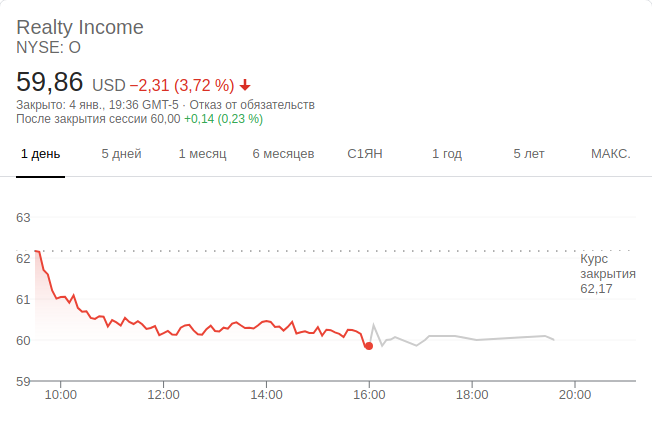 Realty Income
NYSE: O
59,86 USD −2,31 (3,72 %)
Закрыто: 4 янв., 19:36 GMT-5 · Отказ от обязательств
После закрытия сессии 60,00 +0,14 (0,23 %)
1 день 5 дней 1 месяц 6 месяцев С1ЯН 1 год 5 лет МАКС.
63
62
61
60
59
Курс
закрытия
62,17
10:00 12:00 14:00 16:00 18:00 20:00